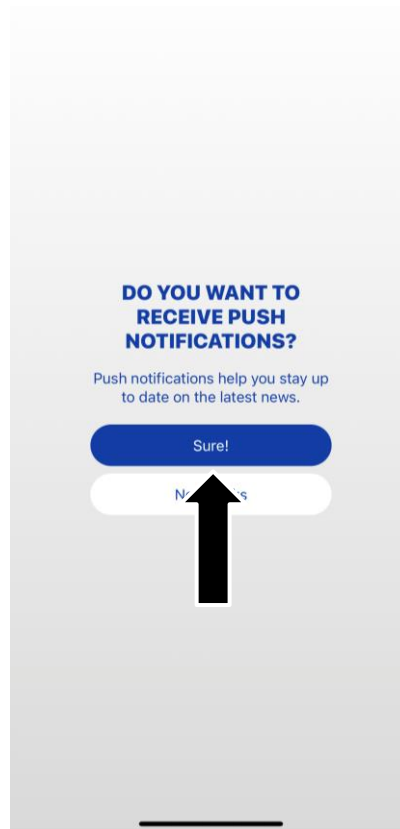 DO YOU WANT TO
RECEIVE PUSH
NOTIFICATIONS?
Push notifications help you stay up
to date on the latest news.
Sure!